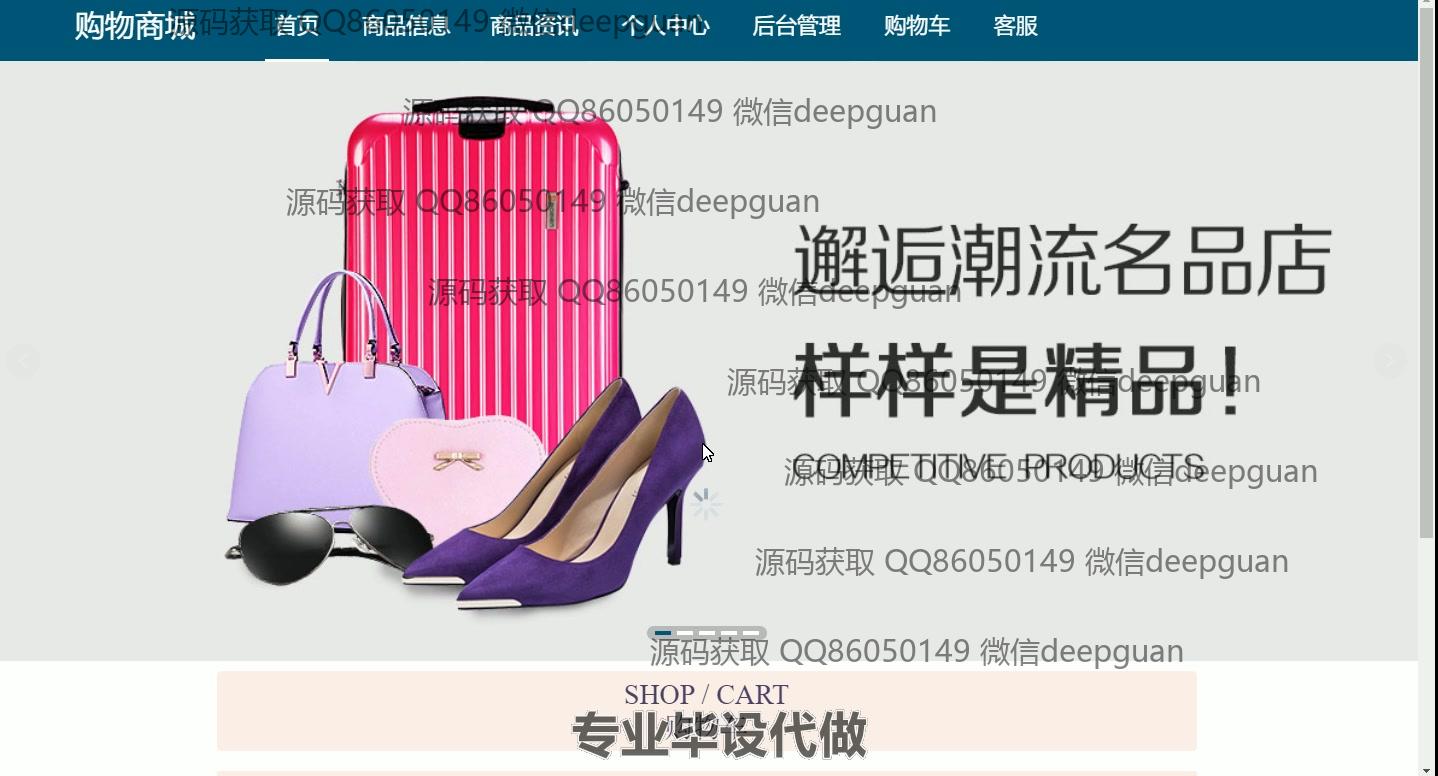 购物商城 首页 商品信息 商品资讯 个人中心 后台管理 购物车 客服
源码获取 QQ86050149 微信deepguan
源码获取 QQ86050149 微信deepguan
源码获取 QQ86050149 微信deepguan
邂逅潮流名品店
源码获取 QQ86050149 微信deepguan
样样是精品!
源码获取 QQ86050149 微信deepguan
COMPETITIVE PRODUCTS
源码获取 QQ86050149 微信deepguan
源码获取 QQ86050149 微信deepguan
源码获取 QQ86050149 微信deepguan
SHOP / CART
购物车
专业毕设代做